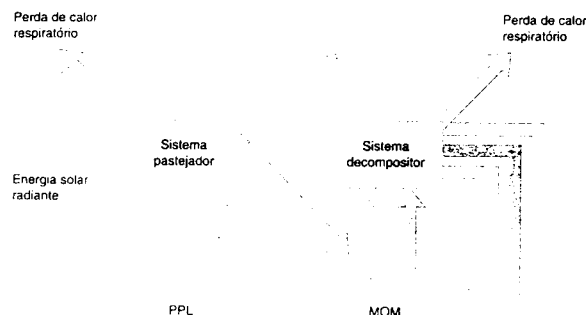 Perda de calor
respiratório
Perda de calor
respiratório
Sistema
pastejador
Sistema
decompositor
Energia solar
radiante
PPL
MOM